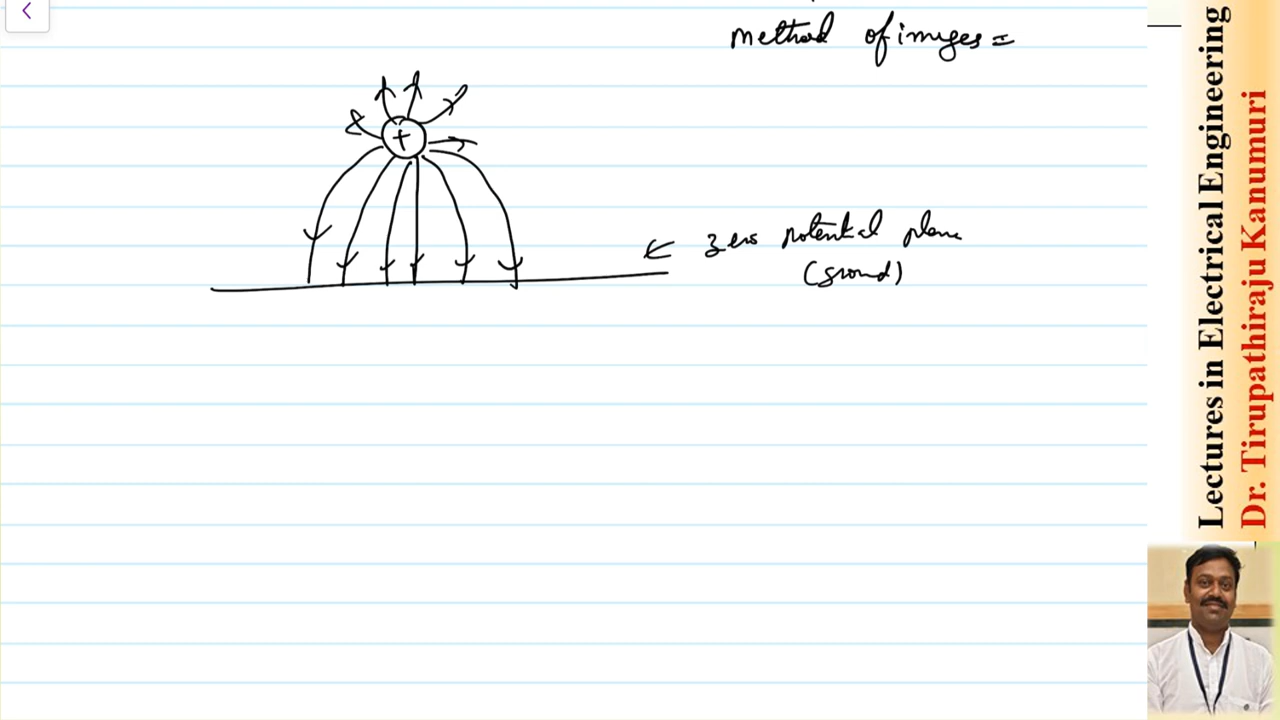 method of images =
+
zero potential plane
(ground)
Lectures in Electrical Engineering
Dr. Tirupathiraju Kanumuri